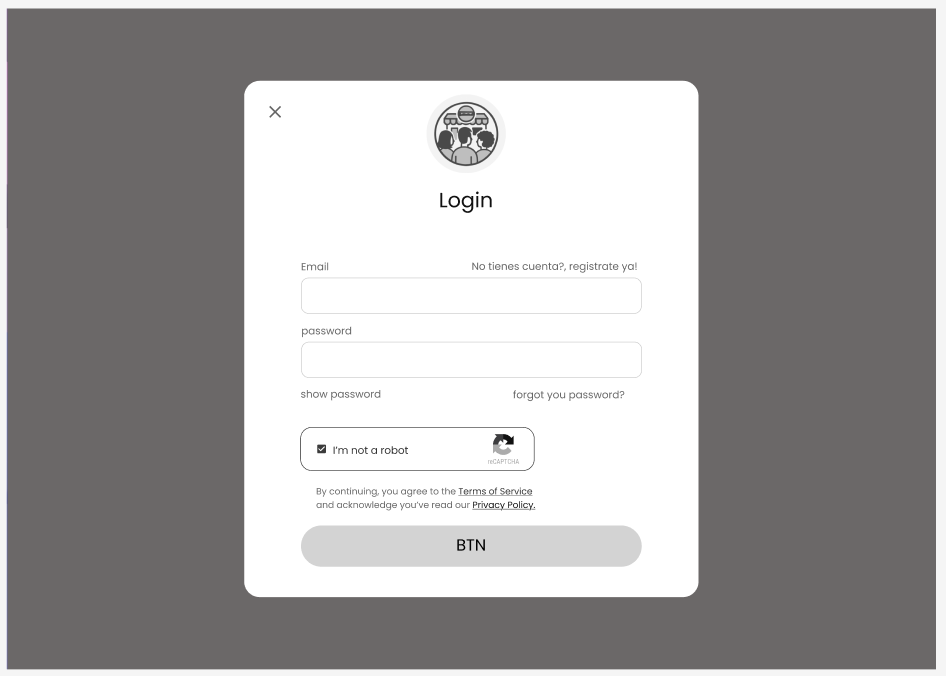 Login
Email
No tienes cuenta?, registrate ya!
password
show password
forgot you password?
I'm not a robot
reCAPTCHA
By continuing, you agree to the Terms of Service
and acknowledge you've read our Privacy Policy.
BTN